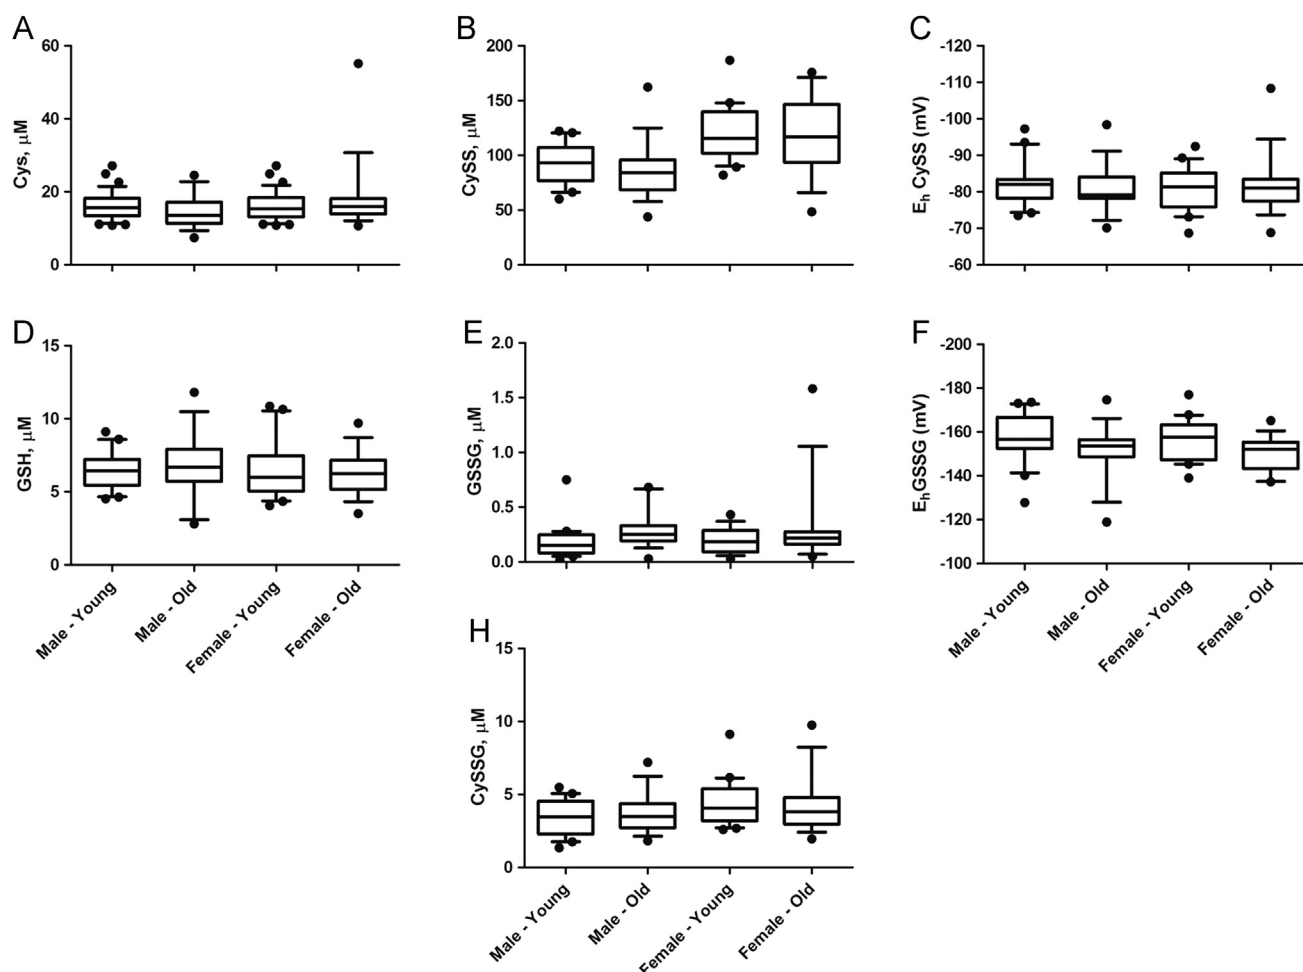 A
Cys, μM
60
40
20
0
B
CySS, μM
200
150
100
50
0
C
Eh CySS (mV)
-120
-110
-100
-90
-80
-70
-60
D
GSH, μM
15
10
5
0
Male - Young
Male - Old
Female - Young
Female - Old
E
GSSG, μM
2.0
1.5
1.0
0.5
0.0
F
EhGSSG (mV)
-200
-180
-160
-140
-120
-100
Male - Young
Male - Old
Female - Young
Female - Old
H
CySSG, μM
15
10
5
0
Male - Young
Male - Old
Female - Young
Female - Old